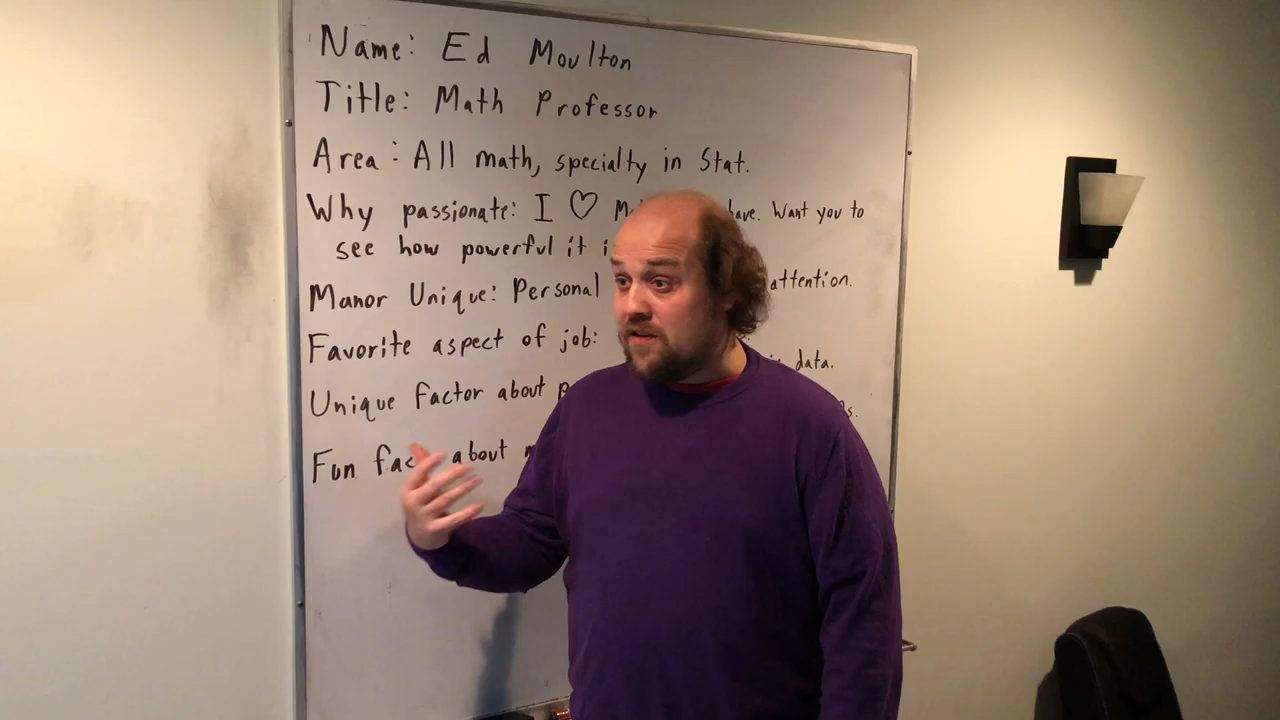 Name: Ed Moulton
Title: Math Professor
Area: All math, specialty in Stat.
Why passionate: I ♡ have. Want you to
see how powerful it
Manor Unique: Personal attention.
Favorite aspect of job: data.
Unique factor about
Fun about